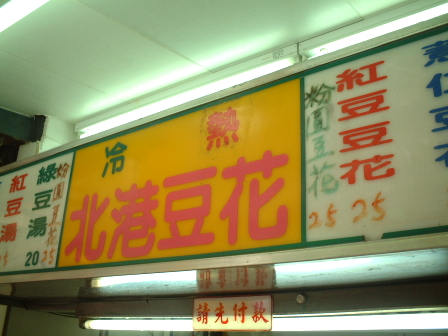 紅豆湯
綠豆湯 20
粉圓豆花 25
冷 熱
北港豆花
粉圓豆花 25
紅豆豆花 25
請先付款